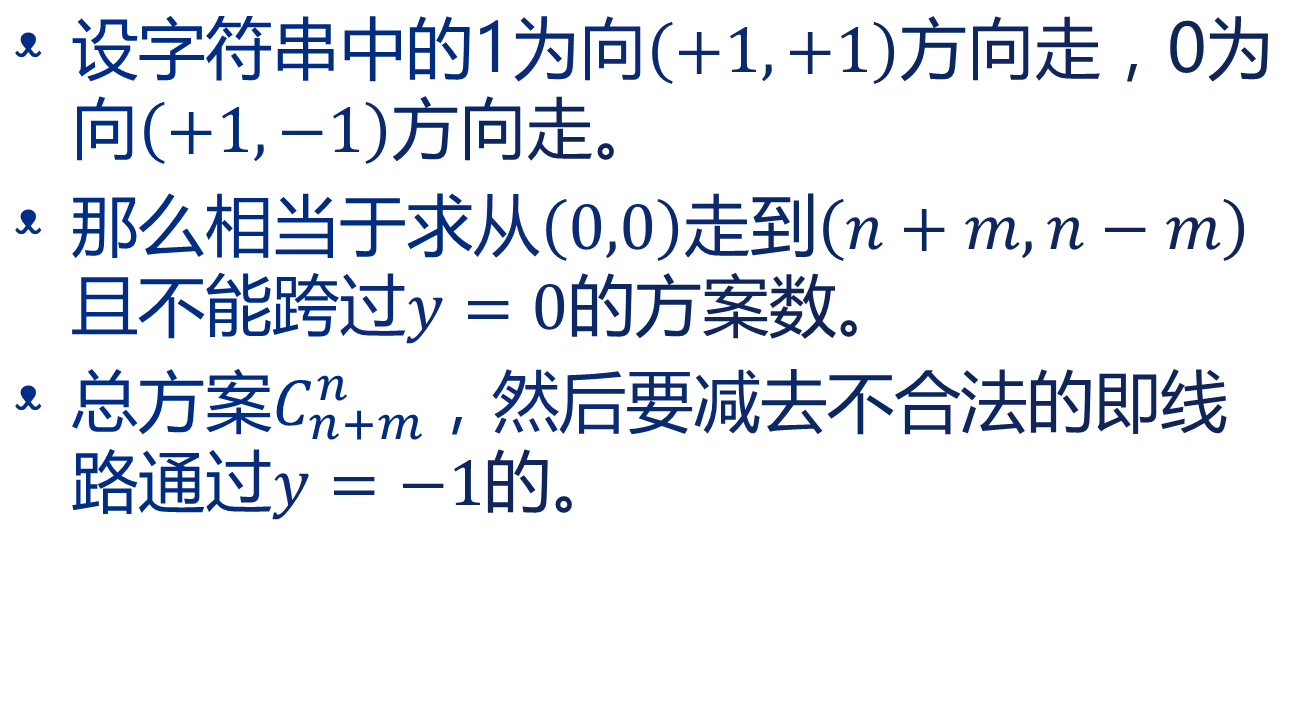 设字符串中的1为向(+1,+1)方向走，0为
向(+1,−1)方向走。
那么相当于求从(0,0)走到(n + m, n − m)
且不能跨过y = 0的方案数。
总方案C_{n+m}^{n}，然后要减去不合法的即线
路通过y = −1的。